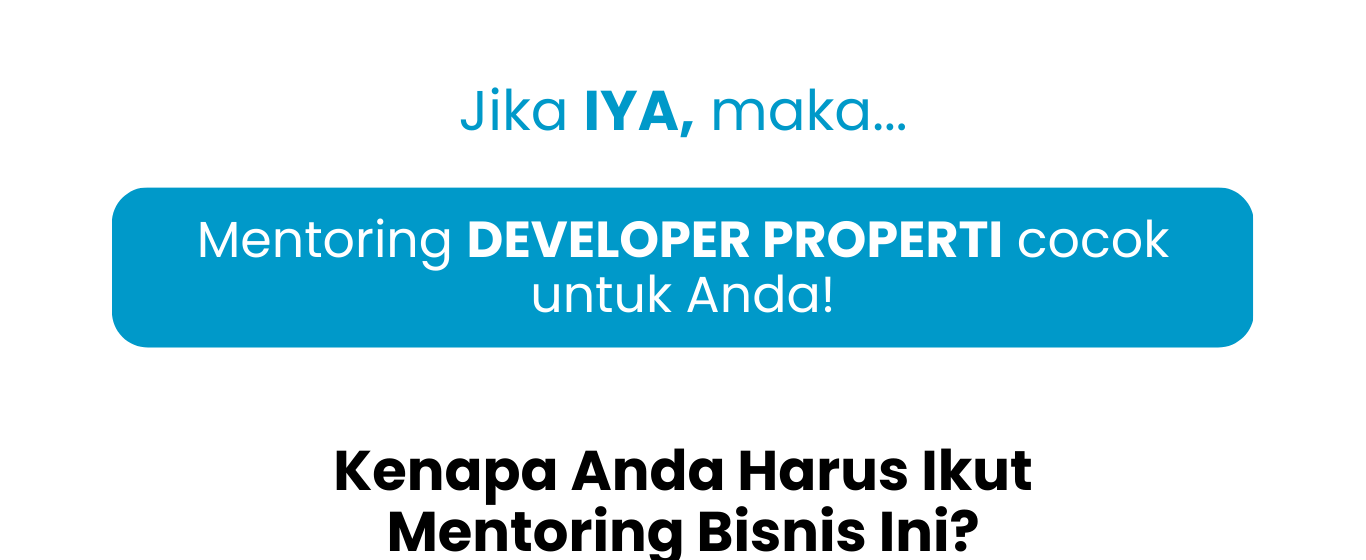 Jika IYA, maka...
Mentoring DEVELOPER PROPERTI cocok
untuk Anda!
Kenapa Anda Harus Ikut
Mentoring Bisnis Ini?